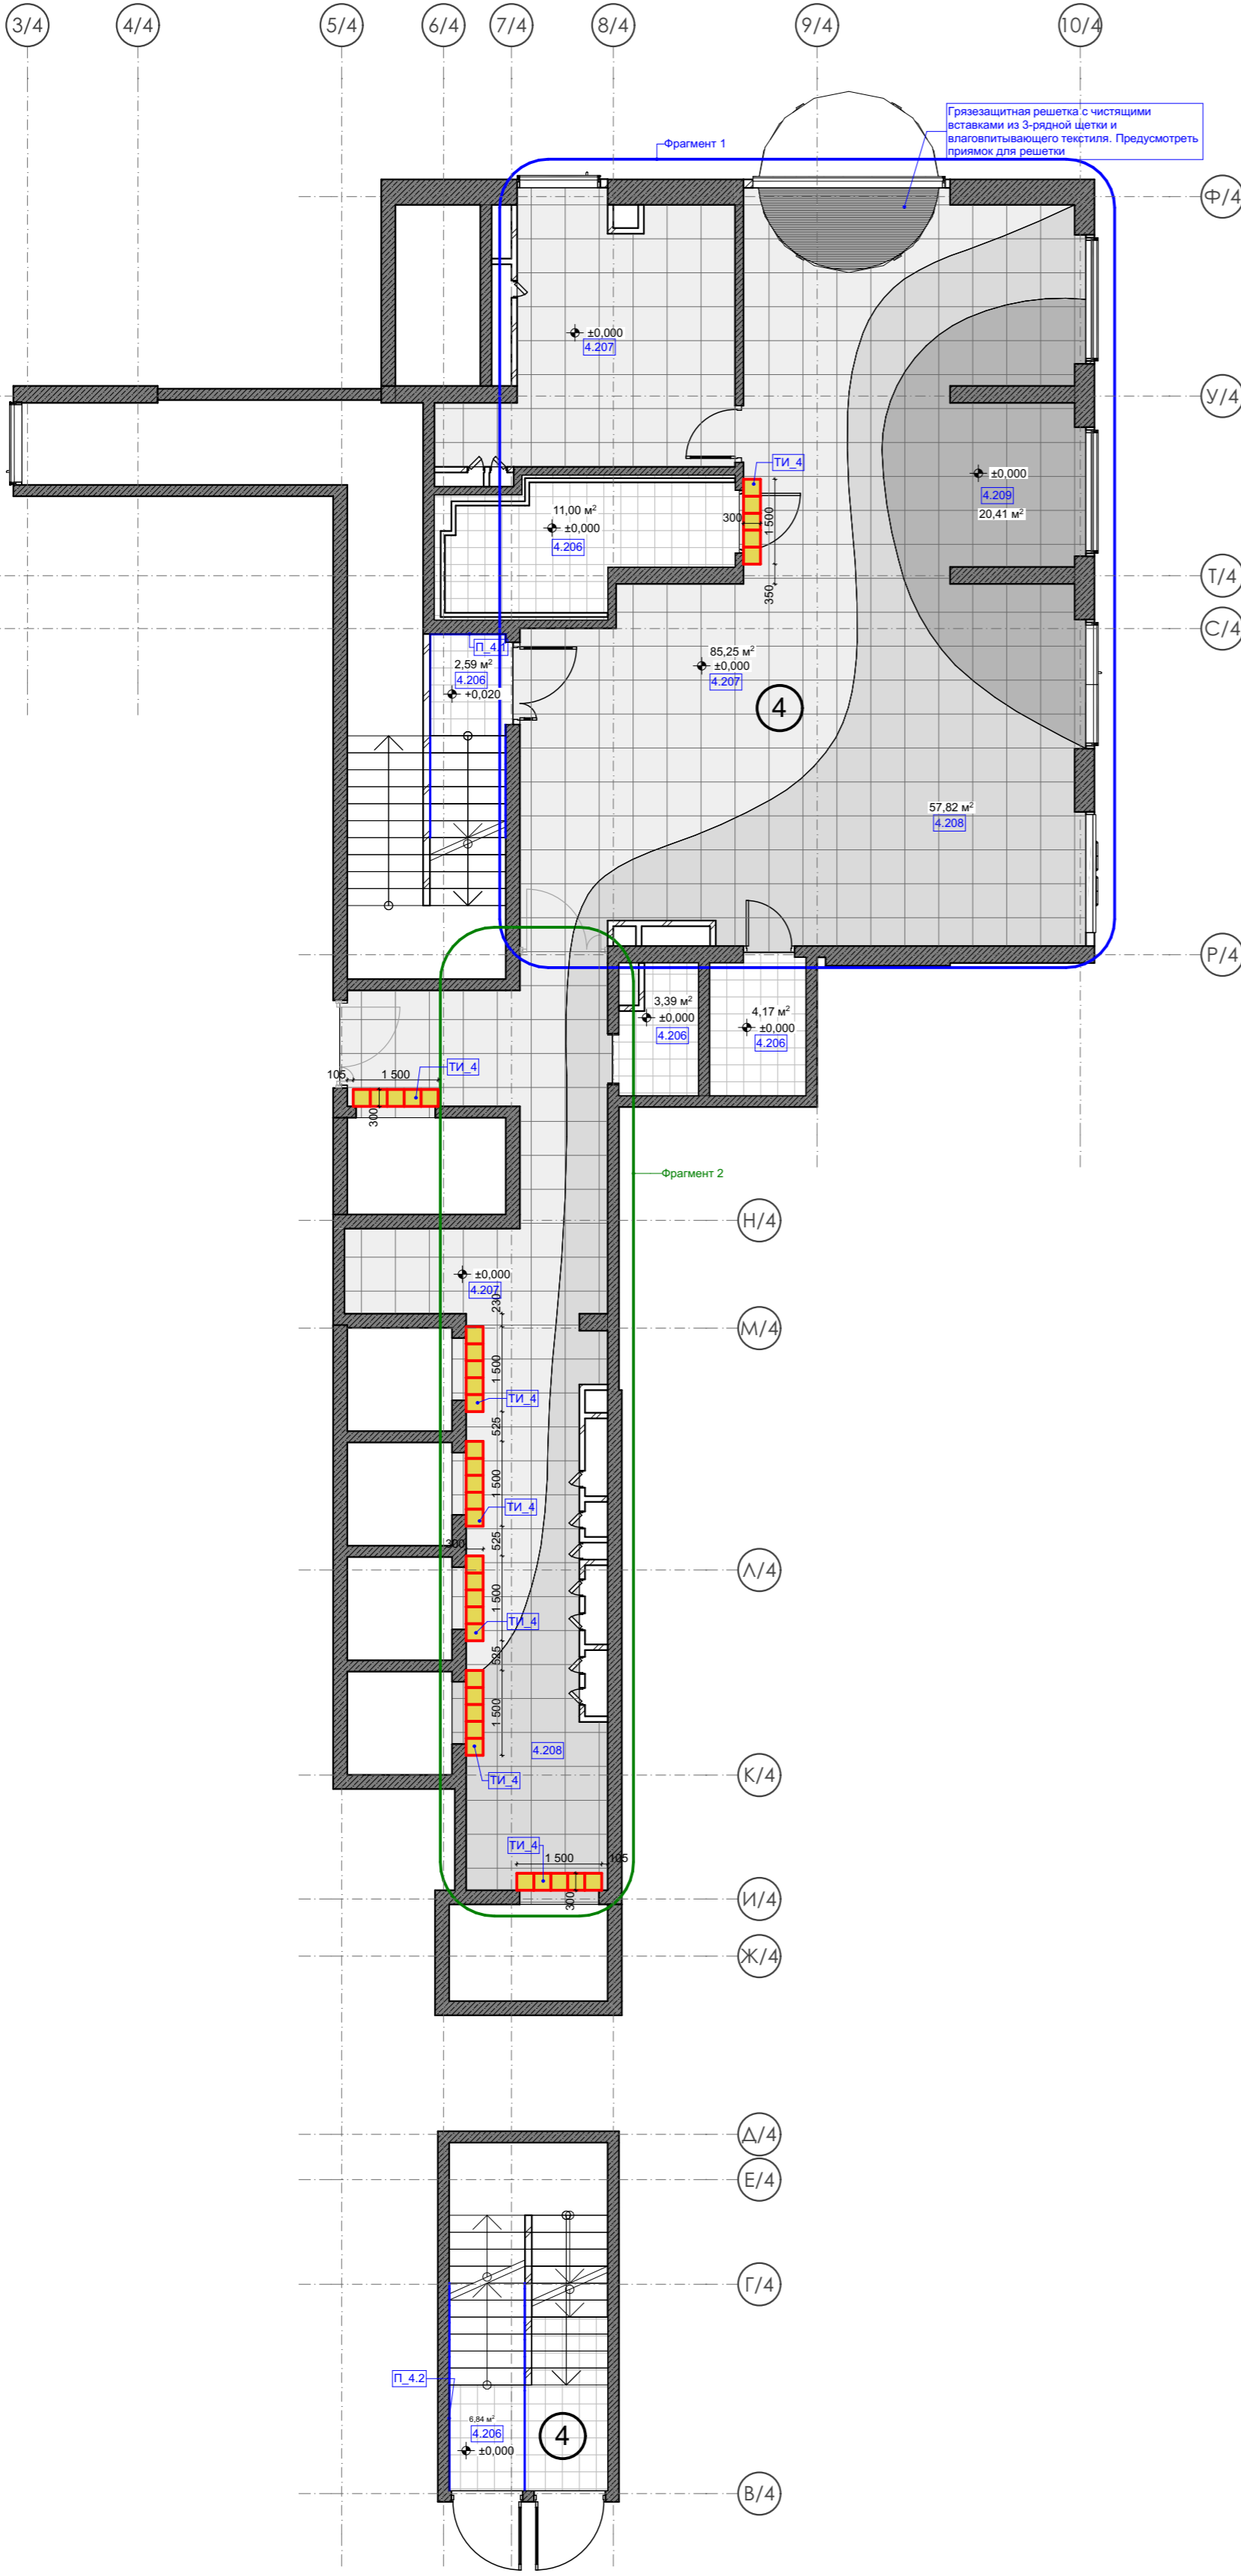 3/4
4/4
5/4
6/4
7/4
8/4
9/4
10/4
Грязезащитная решетка с чистящими
вставками из 3-рядной щетки и
влаговпитывающего текстиля. Предусмотреть
приямок для решетки
Фрагмент 1
Ф/4
±0,000
4.207
У/4
ТИ_4
±0,000
4.209
20,41 м²
11,00 м²
±0,000
4.206
300
1 500
350
Т/4
С/4
П_4.1
2,59 м²
4.206
+0,020
85,25 м²
±0,000
4.207
4
57,82 м²
4.208
Р/4
3,39 м²
±0,000
4.206
4,17 м²
±0,000
4.206
ТИ_4
105
1 500
300
Фрагмент 2
Н/4
±0,000
4.207
230
М/4
1 500
ТИ_4
525
1 500
ТИ_4
525
300
Л/4
1 500
ТИ_4
525
1 500
4.208
К/4
ТИ_4
ТИ_4
1 500
105
300
И/4
Ж/4
Д/4
Е/4
Г/4
П_4.2
6,84 м²
4.206
±0,000
4
В/4